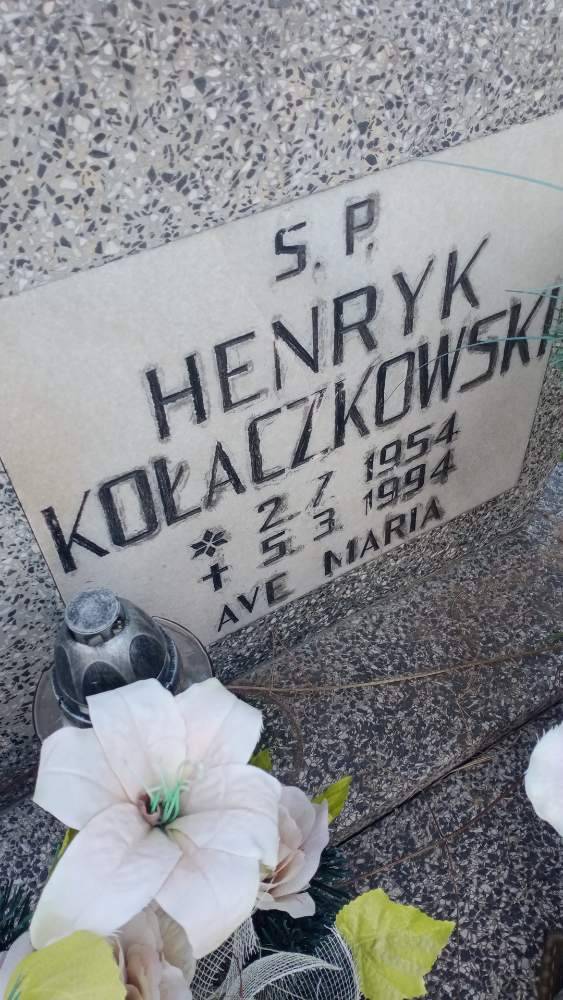 S. P.
HENRYK
KOŁACZKOWSKI
* 2. 7. 1954
+ 5. 3. 1994
AVE MARIA